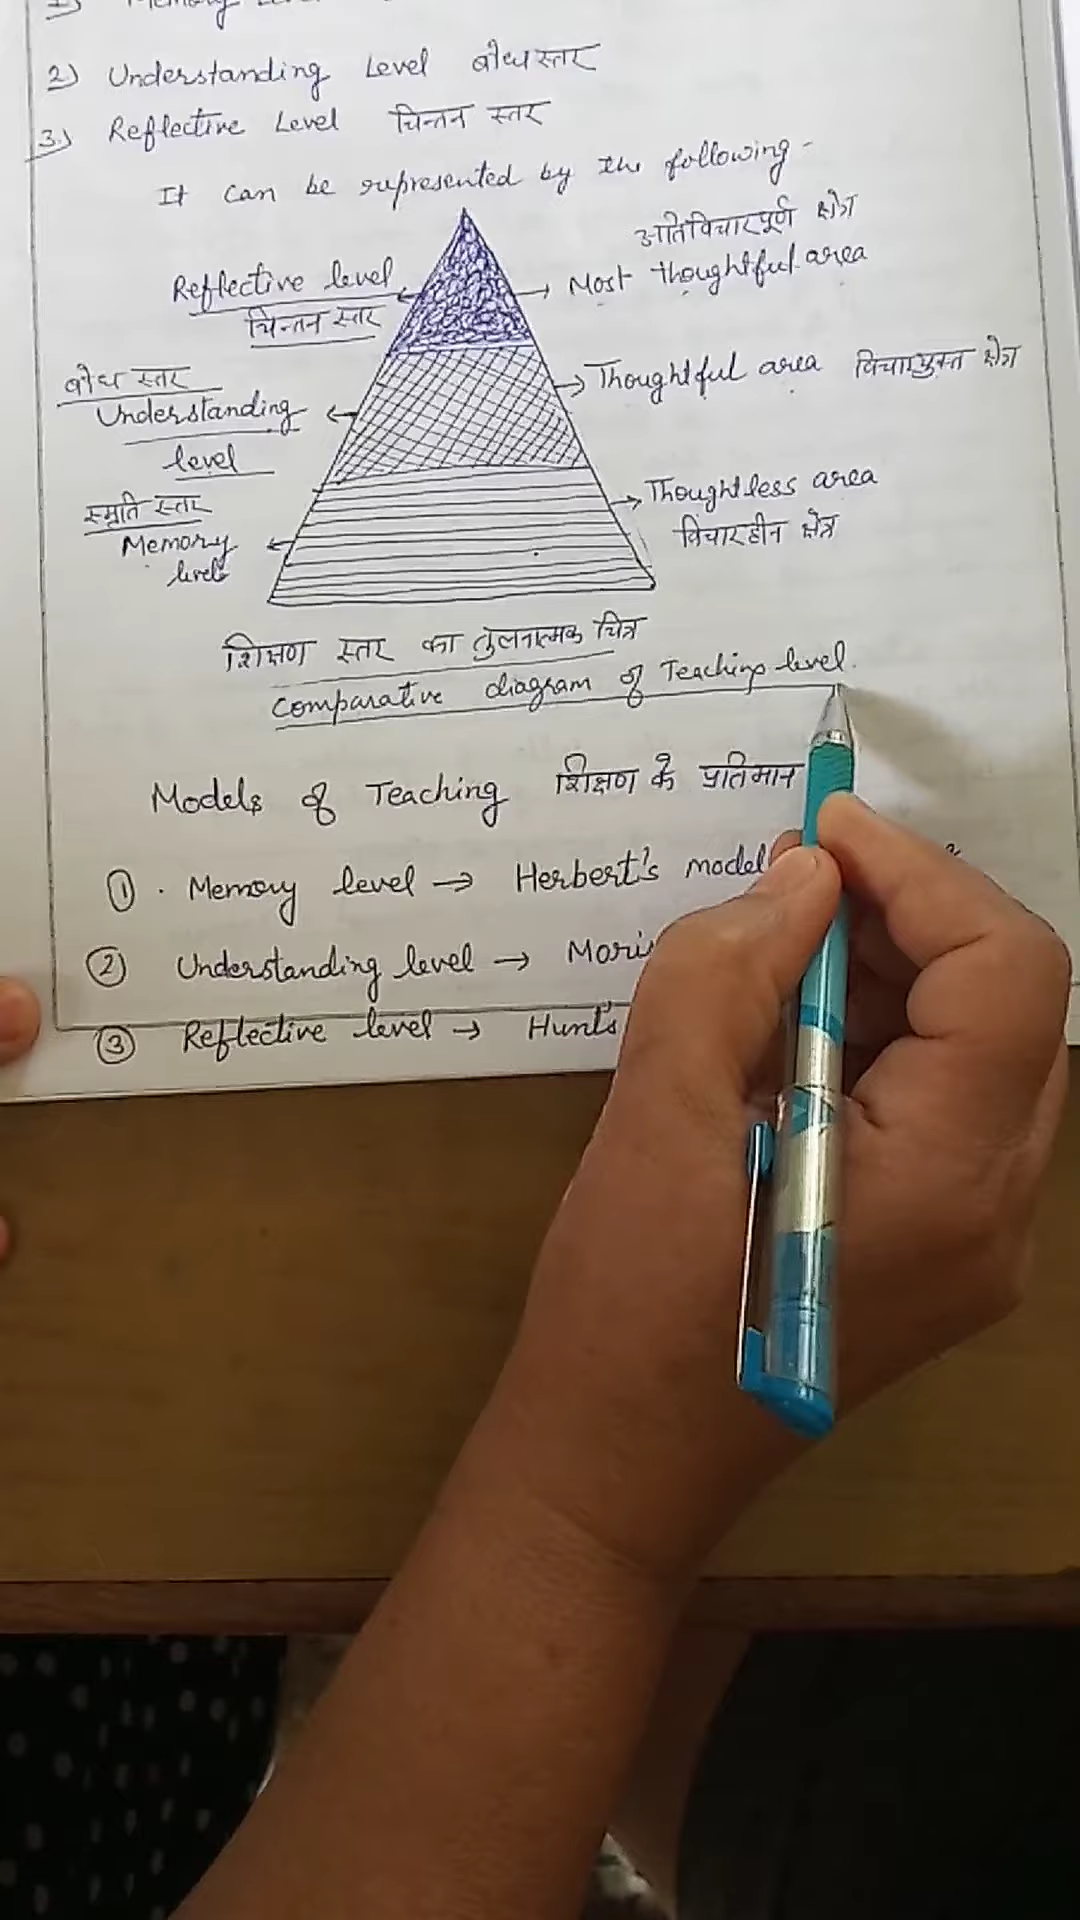 2) Understanding Level बोधस्तर
3.) Reflective Level चिन्तन स्तर
It can be represented by the following -
अतिविचारपूर्ण क्षेत्र
Reflective level
Most thoughtful area
चिन्तन स्तर
बोध स्तर
Thoughtful area विचारयुक्त क्षेत्र
Understanding
level
स्मृति स्तर
Thoughtless area
Memory
विचारहीन क्षेत्र
level
शिक्षण स्तर का तुलनात्मक चित्र
Comparative diagram of Teaching level.
Models of Teaching शिक्षण के प्रतिमान
① . Memory level → Herbert's model
② Understanding level →
③ Reflective level → Hunt's